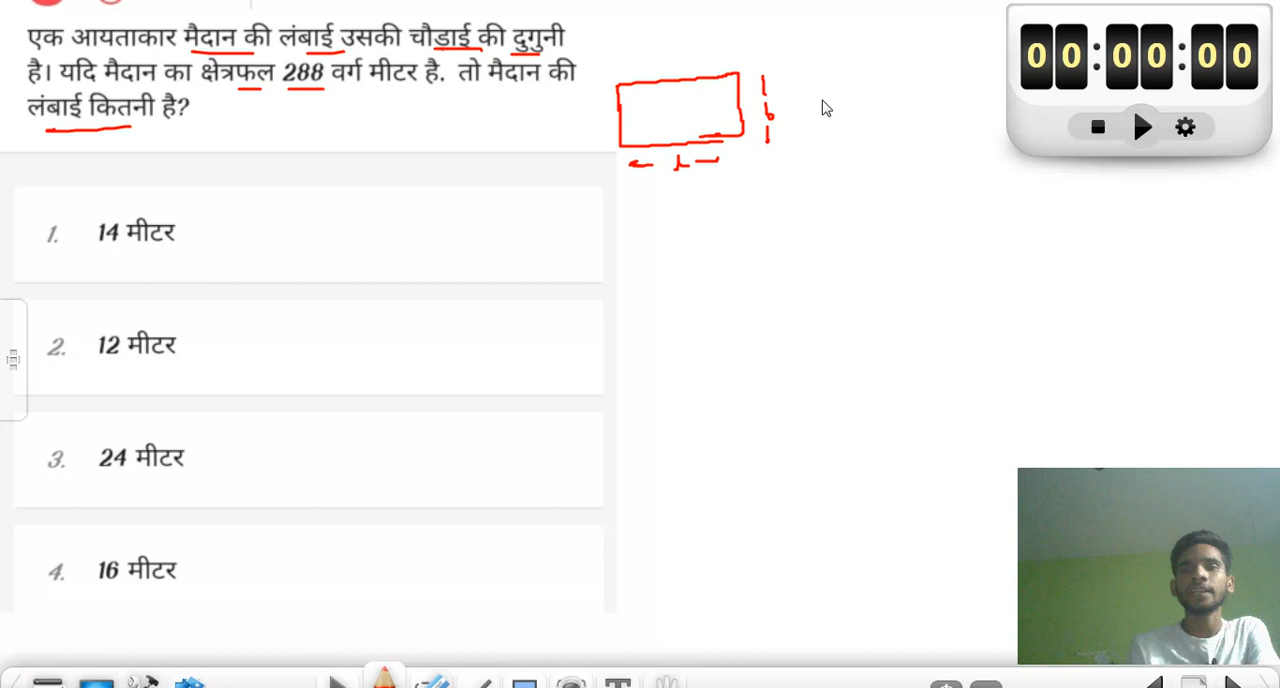 एक आयताकार मैदान की लंबाई उसकी चौडाई की दुगुनी
है। यदि मैदान का क्षेत्रफल 288 वर्ग मीटर है. तो मैदान की
लंबाई कितनी है?
00:00:00
b
l
1. 14 मीटर
2. 12 मीटर
3. 24 मीटर
4. 16 मीटर